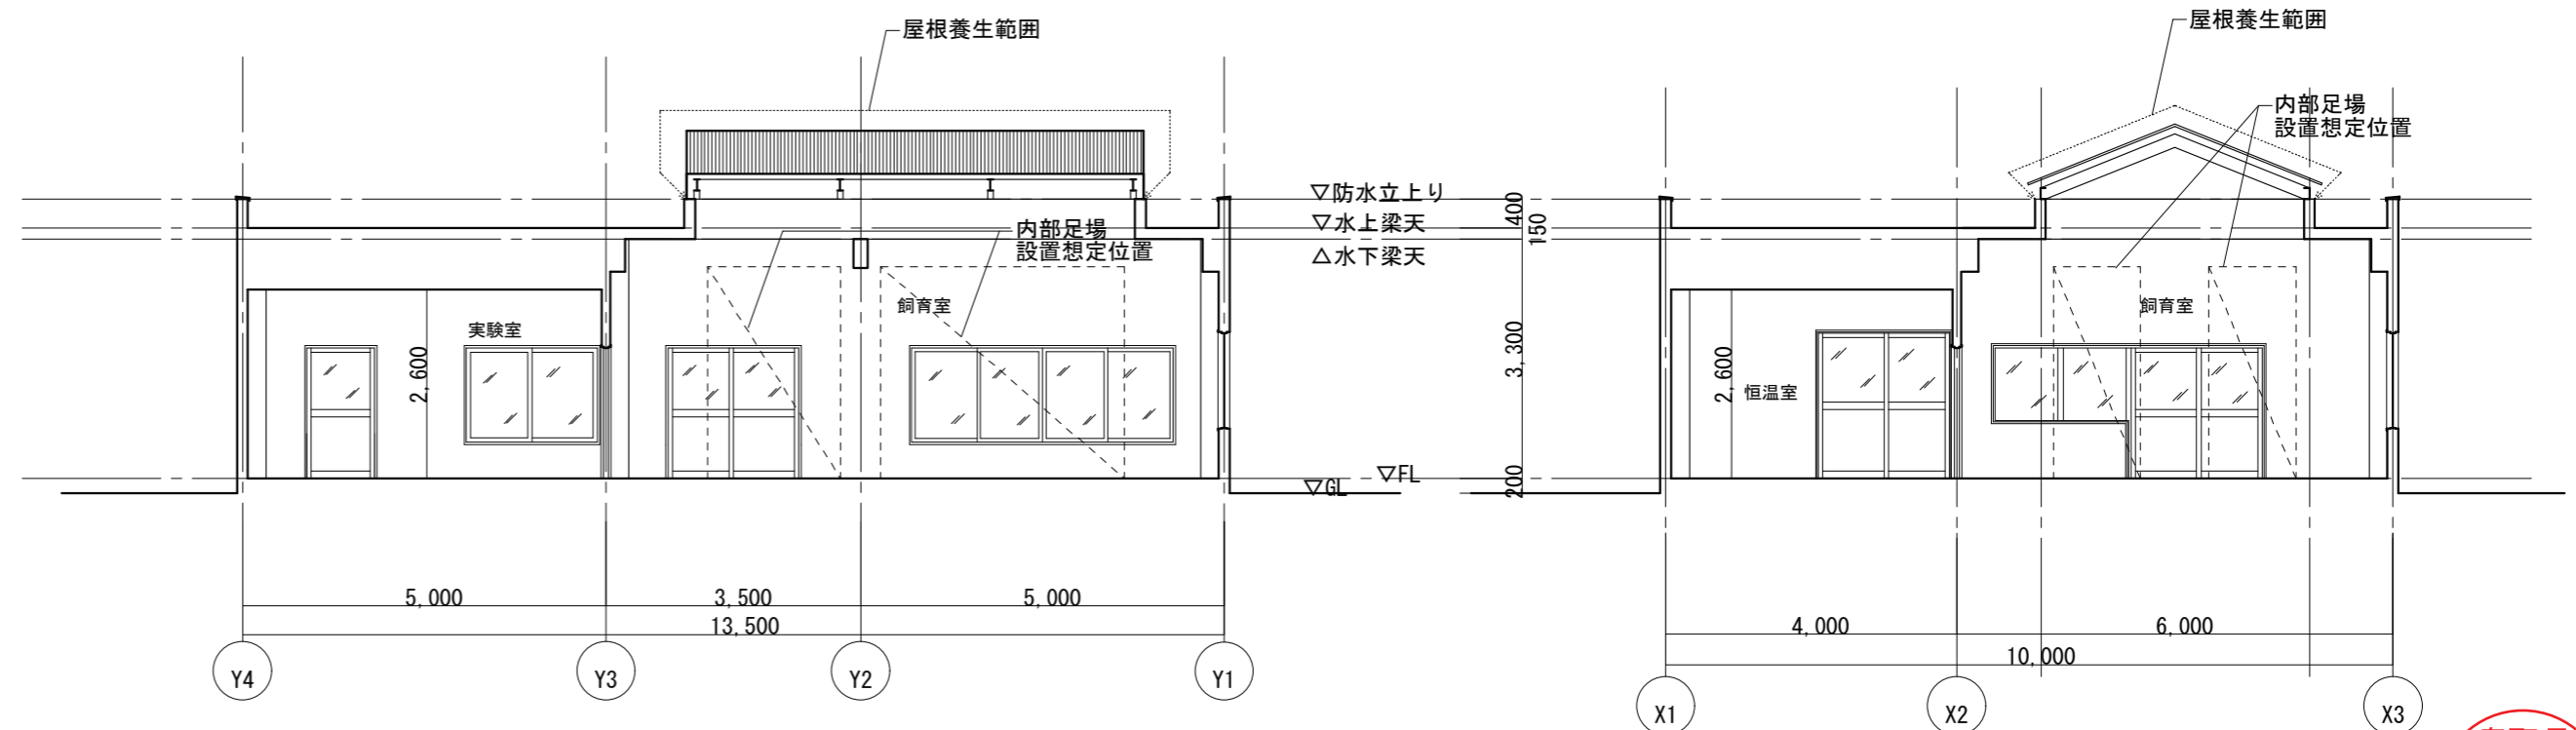 屋根養生範囲
屋根養生範囲
内部足場
設置想定位置
▽防水立上り
▽水上梁天
△水下梁天
400
150
内部足場
設置想定位置
飼育室
実験室
2,600
3,300
200
▽FL
▽GL
飼育室
恒温室
2,600
5,000
3,500
5,000
13,500
4,000
6,000
10,000
Y4
Y3
Y2
Y1
X1
X2
X3